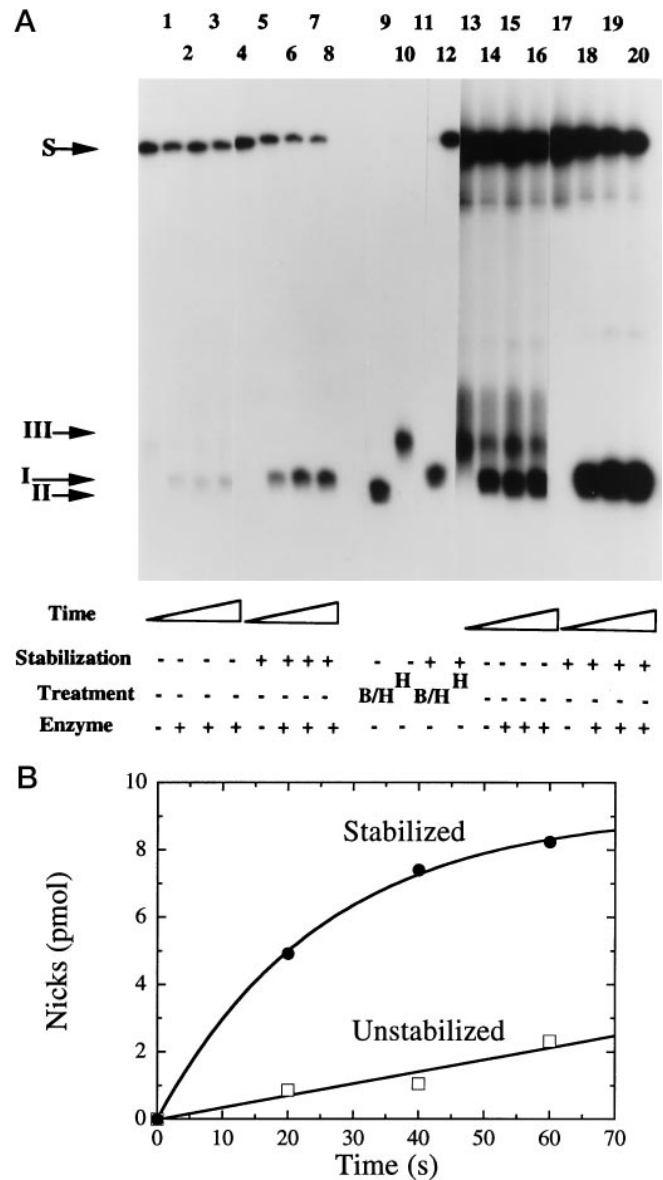 A
1 3 5 7 9 11 13 15 17 19
2 4 6 8 10 12 14 16 18 20
S
III
I
II
Time
Stabilization - - - - + + + + - - + + - - - - + + + +
Treatment - - - - - - - - B/H H B/H H - - - - - - - -
Enzyme - + + + - + + + - - - - - + + + - + + +
B
10
8
6
4
2
0
Nicks (pmol)
Stabilized
Unstabilized
0 10 20 30 40 50 60 70
Time (s)